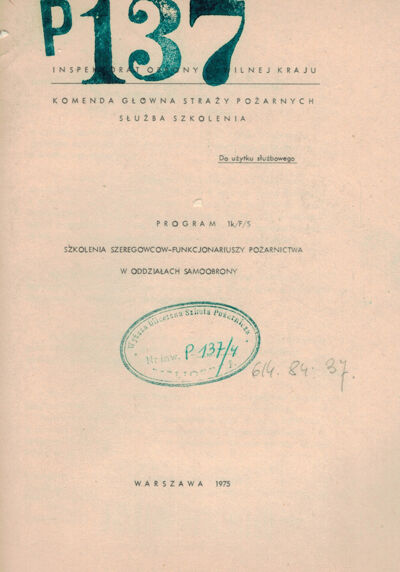 P137
INSPEKTORAT OBRONY CYWILNEJ KRAJU
KOMENDA GŁÓWNA STRAŻY POŻARNYCH
SŁUŻBA SZKOLENIA
Do użytku służbowego
PROGRAM 1k/F/S
SZKOLENIA SZEREGOWCÓW-FUNKCJONARIUSZY POŻARNICTWA
W ODDZIAŁACH SAMOOBRONY
Wyższa Oficerska Szkoła Pożarnicza
Nr inw. P 137/4
BIBLIOTEKA
614.84.37.
WARSZAWA 1975